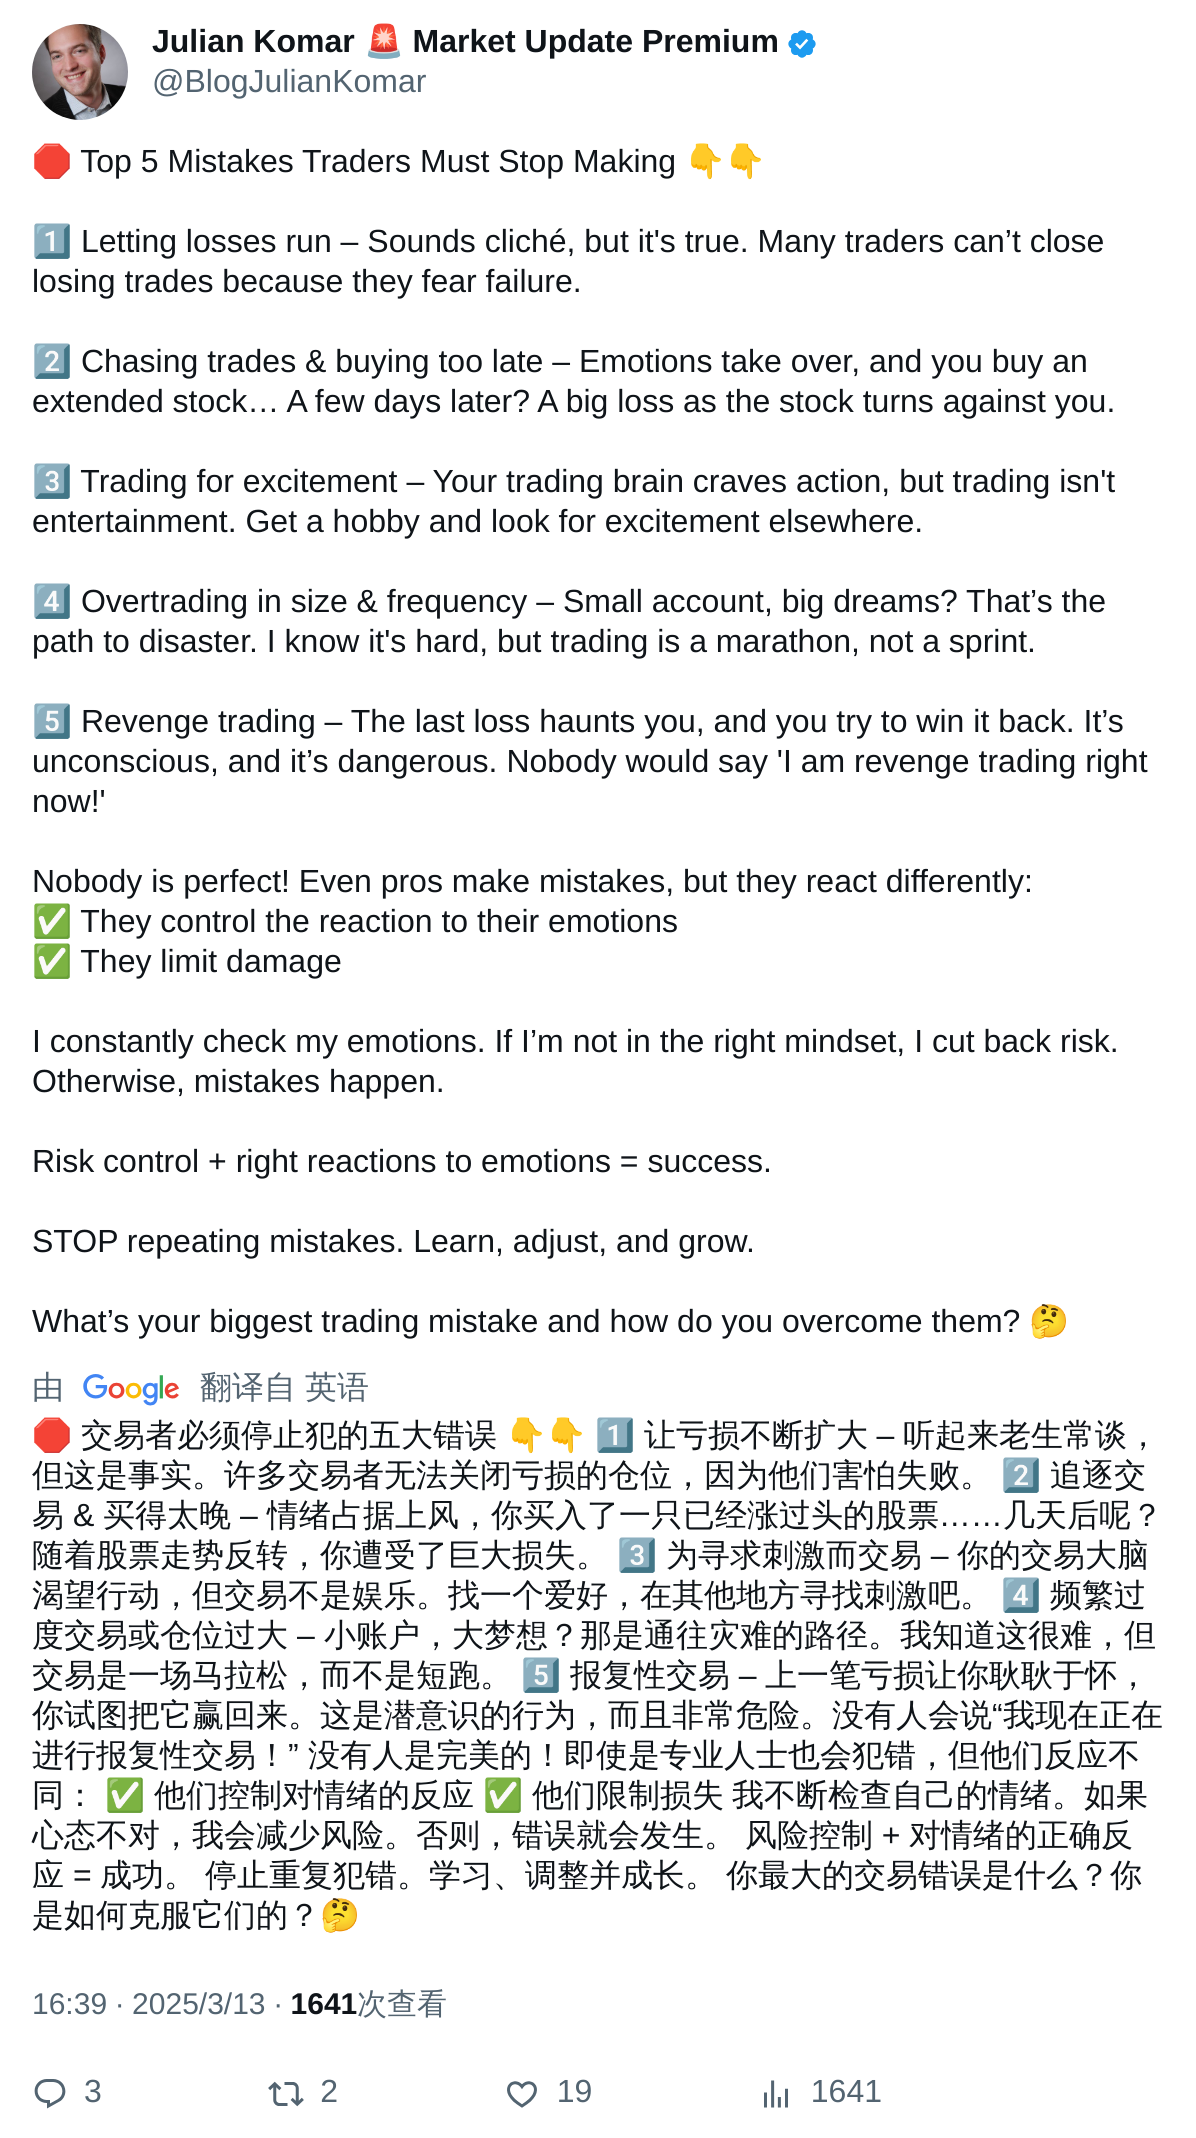 Julian Komar 🚨 Market Update Premium
@BlogJulianKomar
🛑 Top 5 Mistakes Traders Must Stop Making 👇👇
1️⃣ Letting losses run – Sounds cliché, but it's true. Many traders can’t close
losing trades because they fear failure.
2️⃣ Chasing trades & buying too late – Emotions take over, and you buy an
extended stock… A few days later? A big loss as the stock turns against you.
3️⃣ Trading for excitement – Your trading brain craves action, but trading isn't
entertainment. Get a hobby and look for excitement elsewhere.
4️⃣ Overtrading in size & frequency – Small account, big dreams? That’s the
path to disaster. I know it's hard, but trading is a marathon, not a sprint.
5️⃣ Revenge trading – The last loss haunts you, and you try to win it back. It’s
unconscious, and it’s dangerous. Nobody would say 'I am revenge trading right
now!'
Nobody is perfect! Even pros make mistakes, but they react differently:
✅ They control the reaction to their emotions
✅ They limit damage
I constantly check my emotions. If I’m not in the right mindset, I cut back risk.
Otherwise, mistakes happen.
Risk control + right reactions to emotions = success.
STOP repeating mistakes. Learn, adjust, and grow.
What’s your biggest trading mistake and how do you overcome them? 🤔
由 Google 翻译自 英语
🛑 交易者必须停止犯的五大错误 👇👇 1️⃣ 让亏损不断扩大 – 听起来老生常谈，
但这是事实。许多交易者无法关闭亏损的仓位，因为他们害怕失败。 2️⃣ 追逐交
易 & 买得太晚 – 情绪占据上风，你买入了一只已经涨过头的股票……几天后呢？
随着股票走势反转，你遭受了巨大损失。 3️⃣ 为寻求刺激而交易 – 你的交易大脑
渴望行动，但交易不是娱乐。找一个爱好，在其他地方寻找刺激吧。 4️⃣ 频繁过
度交易或仓位过大 – 小账户，大梦想？那是通往灾难的路径。我知道这很难，但
交易是一场马拉松，而不是短跑。 5️⃣ 报复性交易 – 上一笔亏损让你耿耿于怀，
你试图把它赢回来。这是潜意识的行为，而且非常危险。没有人会说“我现在正在
进行报复性交易！” 没有人是完美的！即使是专业人士也会犯错，但他们反应不
同： ✅ 他们控制对情绪的反应 ✅ 他们限制损失 我不断检查自己的情绪。如果
心态不对，我会减少风险。否则，错误就会发生。 风险控制 + 对情绪的正确反
应 = 成功。 停止重复犯错。学习、调整并成长。 你最大的交易错误是什么？你
是如何克服它们的？🤔
16:39 · 2025/3/13 · 1641次查看
3 2 19 1641